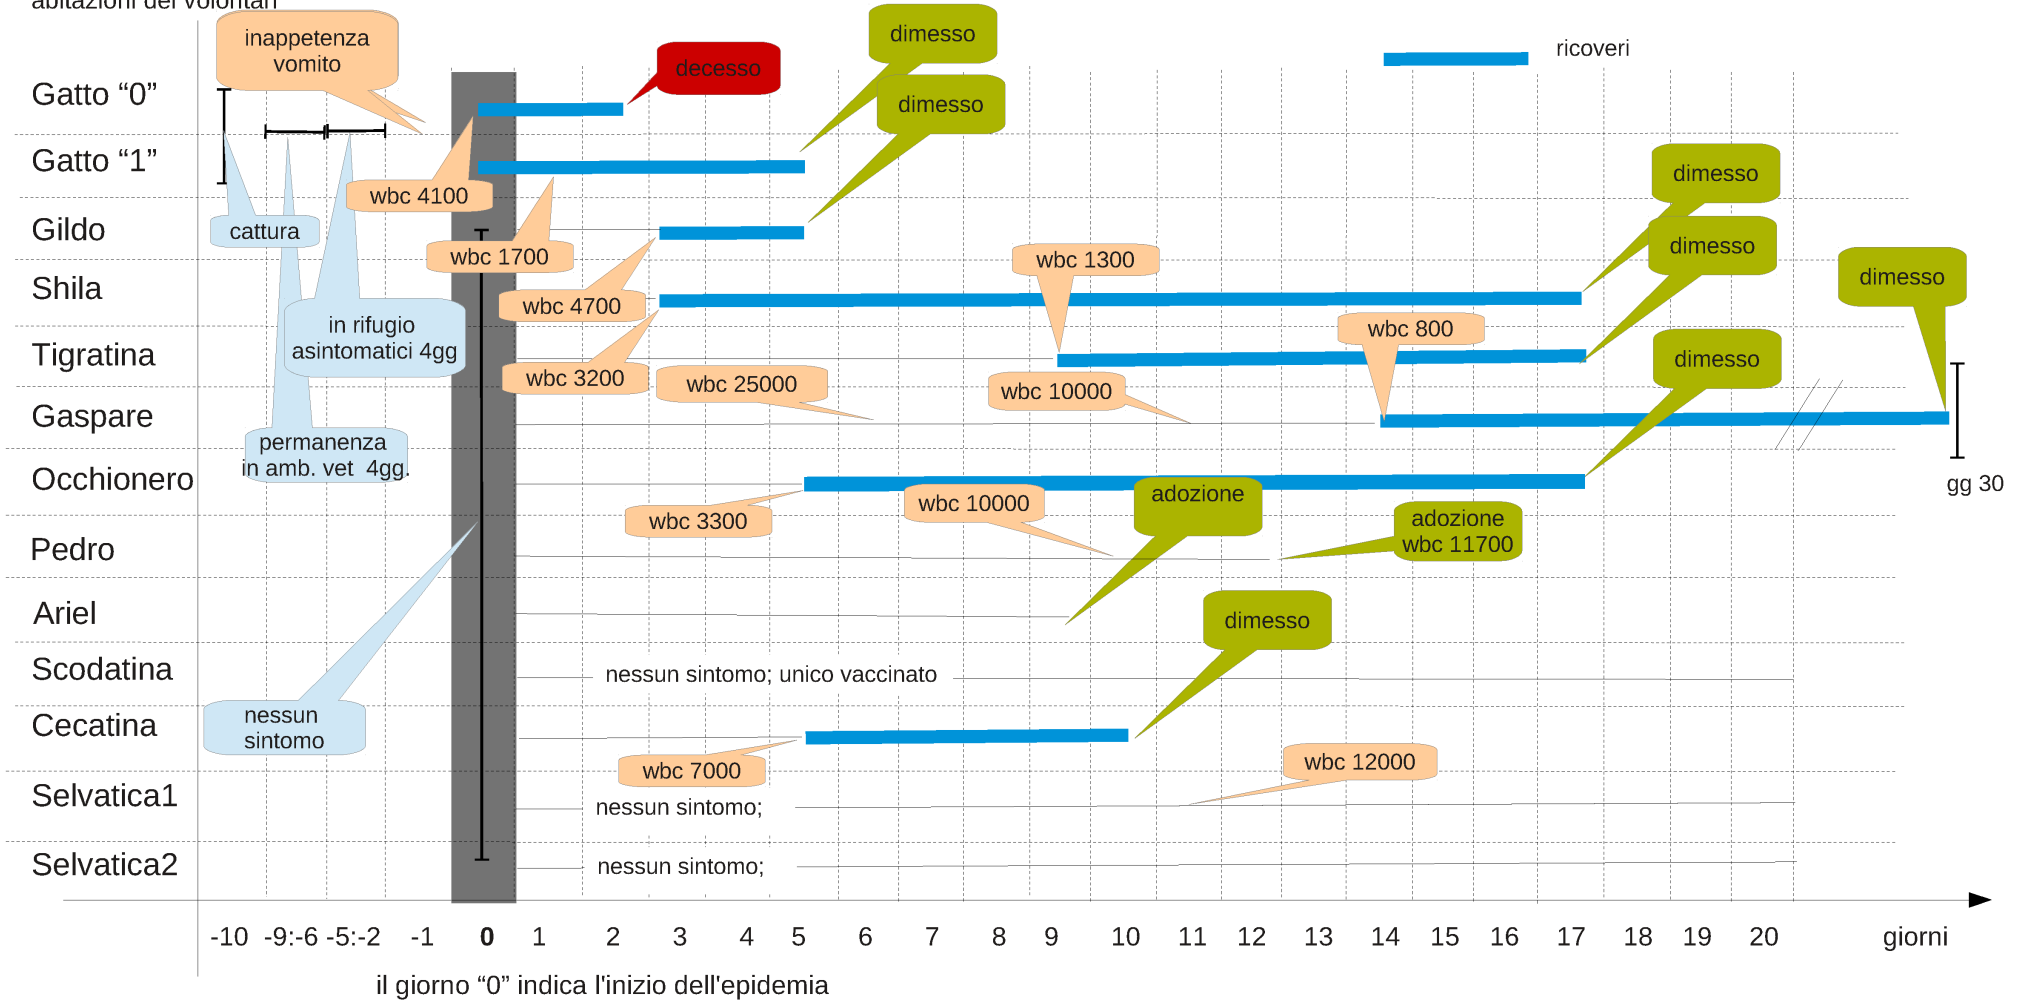 abitazioni dei volontari
inappetenza
vomito
dimesso
ricoveri
decesso
Gatto “0”
dimesso
Gatto “1”
dimesso
wbc 4100
cattura
Gildo
wbc 1700
wbc 1300
dimesso
dimesso
Shila
wbc 4700
in rifugio
asintomatici 4gg
wbc 800
Tigratina
wbc 3200
wbc 25000
wbc 10000
dimesso
Gaspare
permanenza
in amb. vet  4gg.
Occhionero
gg 30
wbc 3300
wbc 10000
adozione
adozione
wbc 11700
Pedro
Ariel
dimesso
Scodatina
nessun sintomo; unico vaccinato
nessun
sintomo
Cecatina
wbc 7000
wbc 12000
Selvatica1
nessun sintomo;
Selvatica2
nessun sintomo;
-10 -9:-6 -5:-2 -1 0 1 2 3 4 5 6 7 8 9 10 11 12 13 14 15 16 17 18 19 20 giorni
il giorno “0” indica l'inizio dell'epidemia